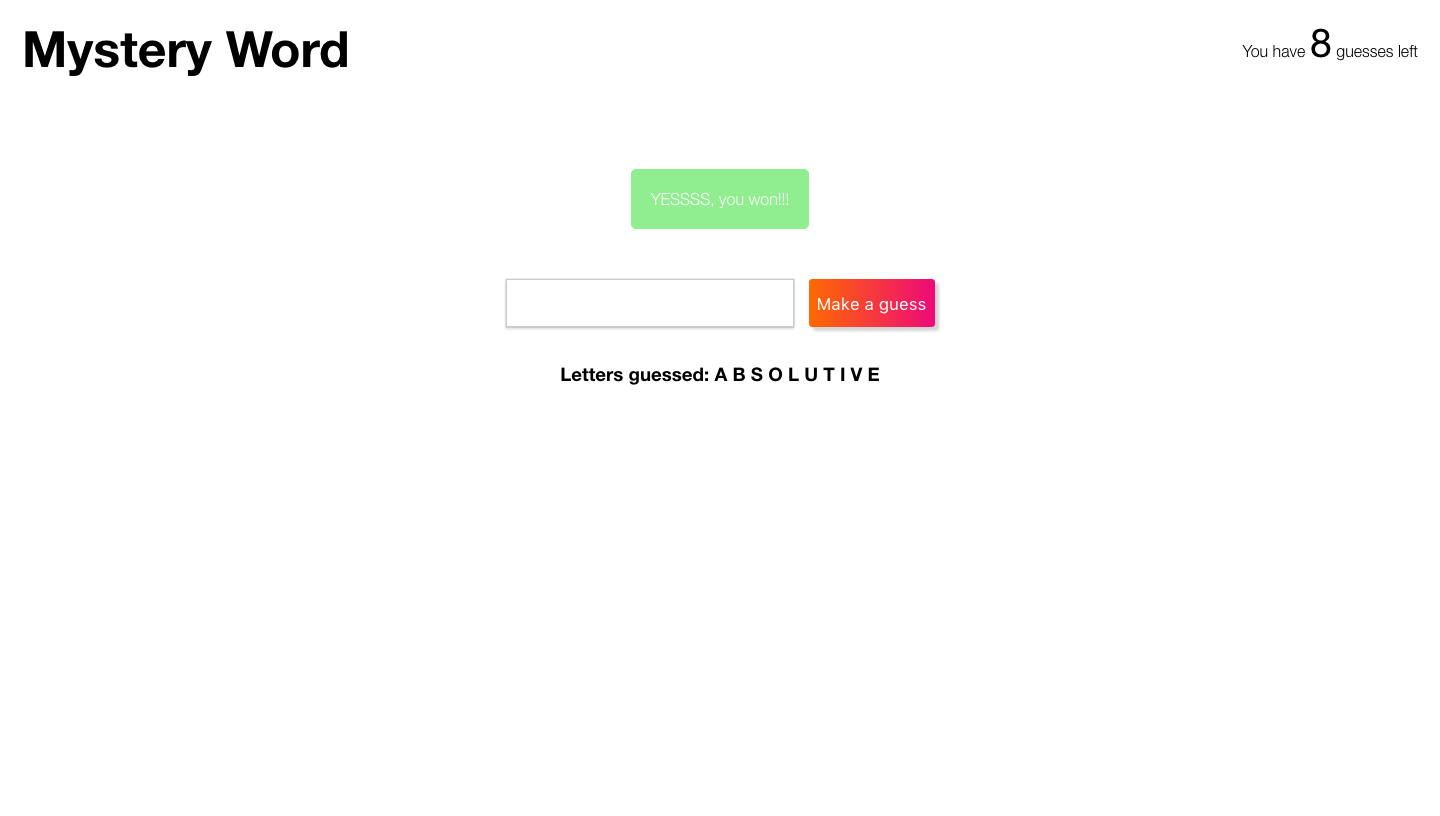 Mystery Word
You have 8 guesses left
YESSSS, you won!!!
Make a guess
Letters guessed: A B S O L U T I V E